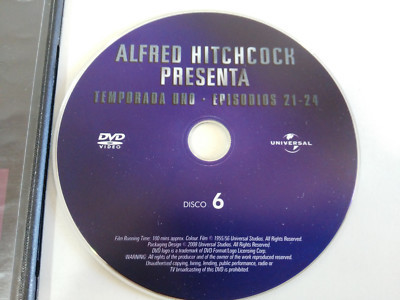 ALFRED HITCHCOCK
PRESENTA
TEMPORADA UNO · EPISODIOS 21-24
DVD
VIDEO
UNIVERSAL
DISCO 6
Film Running Time: 100 mins approx. Colour Film © 1955/50 Universal Studios. All Rights Reserved.
Packaging Design © 2008 Universal Studios. All Rights Reserved.
DVD logo is a trademark of DVD Format/Logo Licensing Corp.
WARNING: All rights of the producer and of the owner of the work reproduced reserved.
Unauthorised copying, hiring, lending, public performance, radio or
TV broadcasting of this DVD is prohibited.